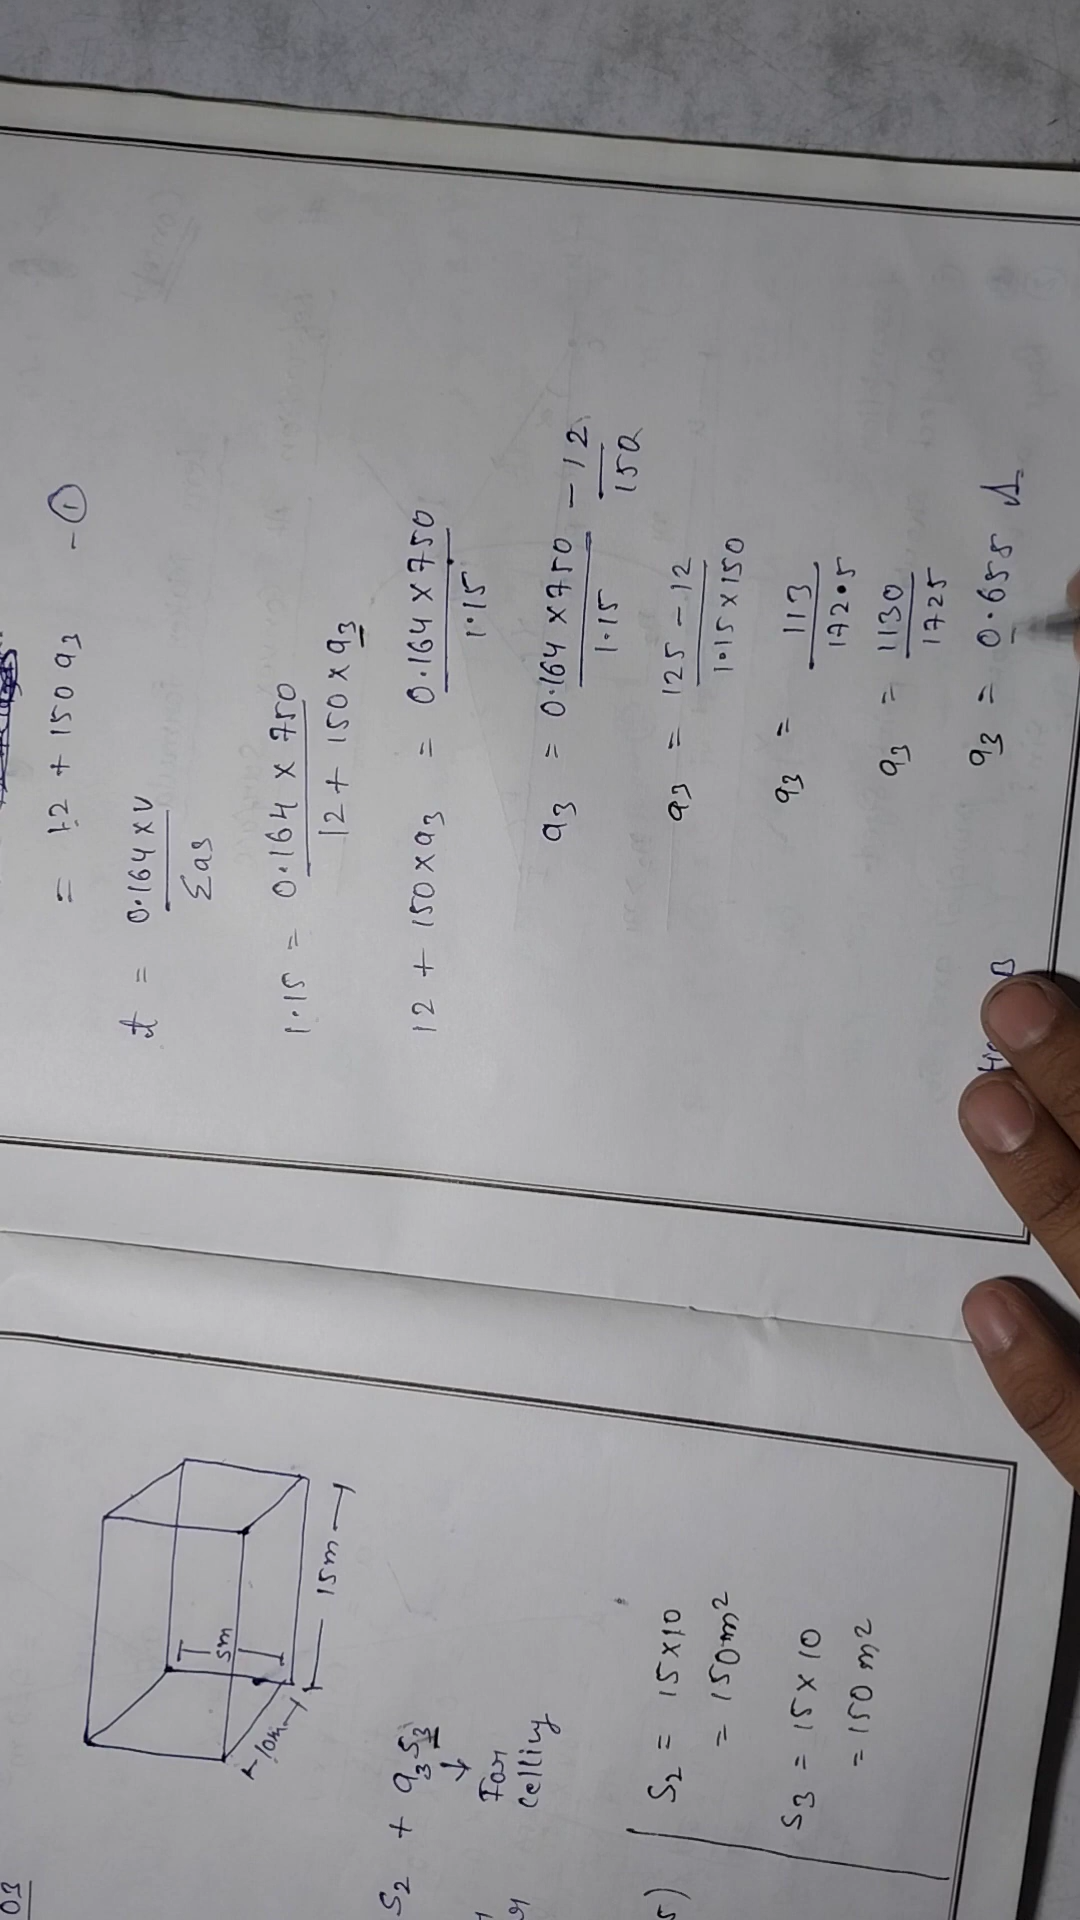 = 12 + 150 a3 - ①
t = 0.164 x V
Σas
1.15 = 0.164 x 750
12 + 150 x a3
12 + 150 x a3 = 0.164 x 750
1.15
a3 = 0.164 x 750 - 12
1.15 150
a3 = 125 - 12
1.15 x 150
a3 = 113
172.5
a3 = 1130
1725
a3 = 0.655
B
03
5m
10m
15m
S2 + a3 S3
↓
For
Celling
S2 = 15 x 10
= 150 m2
S3 = 15 x 10
= 150 m2
5)